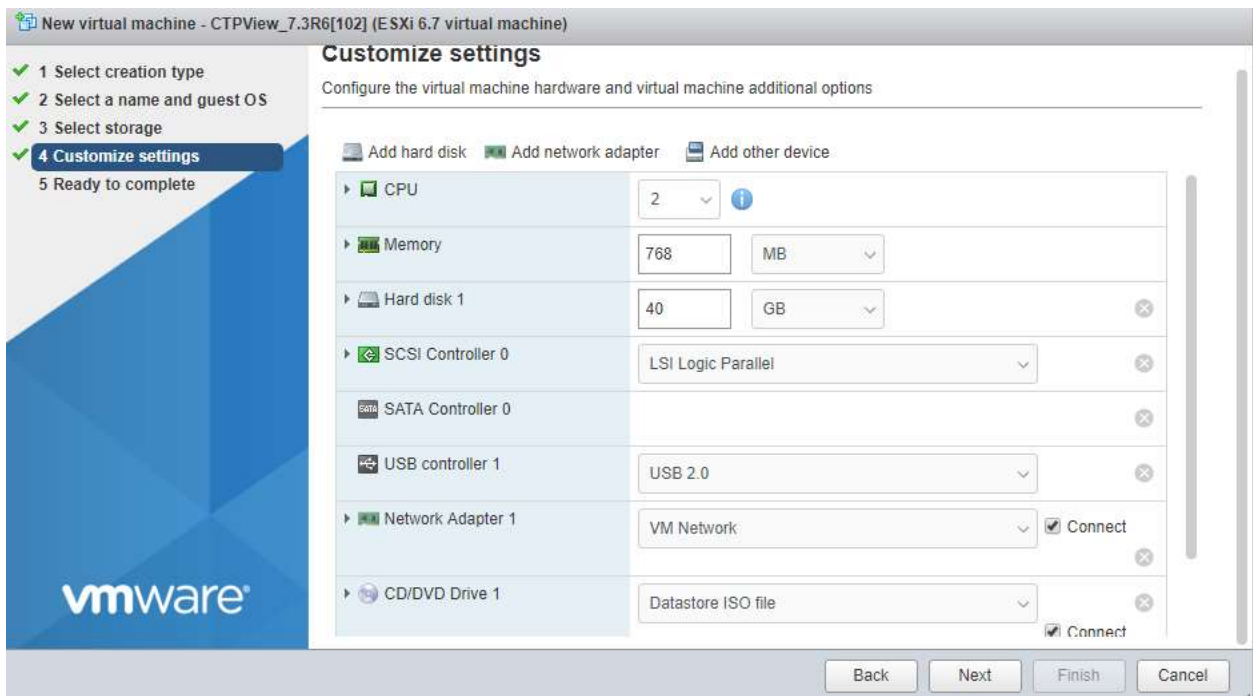 New virtual machine - CTPView_7.3R6[102] (ESXi 6.7 virtual machine)
1 Select creation type
2 Select a name and guest OS
3 Select storage
4 Customize settings
5 Ready to complete
vmware®
Customize settings
Configure the virtual machine hardware and virtual machine additional options
Add hard disk Add network adapter Add other device
CPU 2
Memory 768 MB
Hard disk 1 40 GB
SCSI Controller 0 LSI Logic Parallel
SATA SATA Controller 0
USB controller 1 USB 2.0
Network Adapter 1 VM Network Connect
CD/DVD Drive 1 Datastore ISO file
Connect
Back Next Finish Cancel